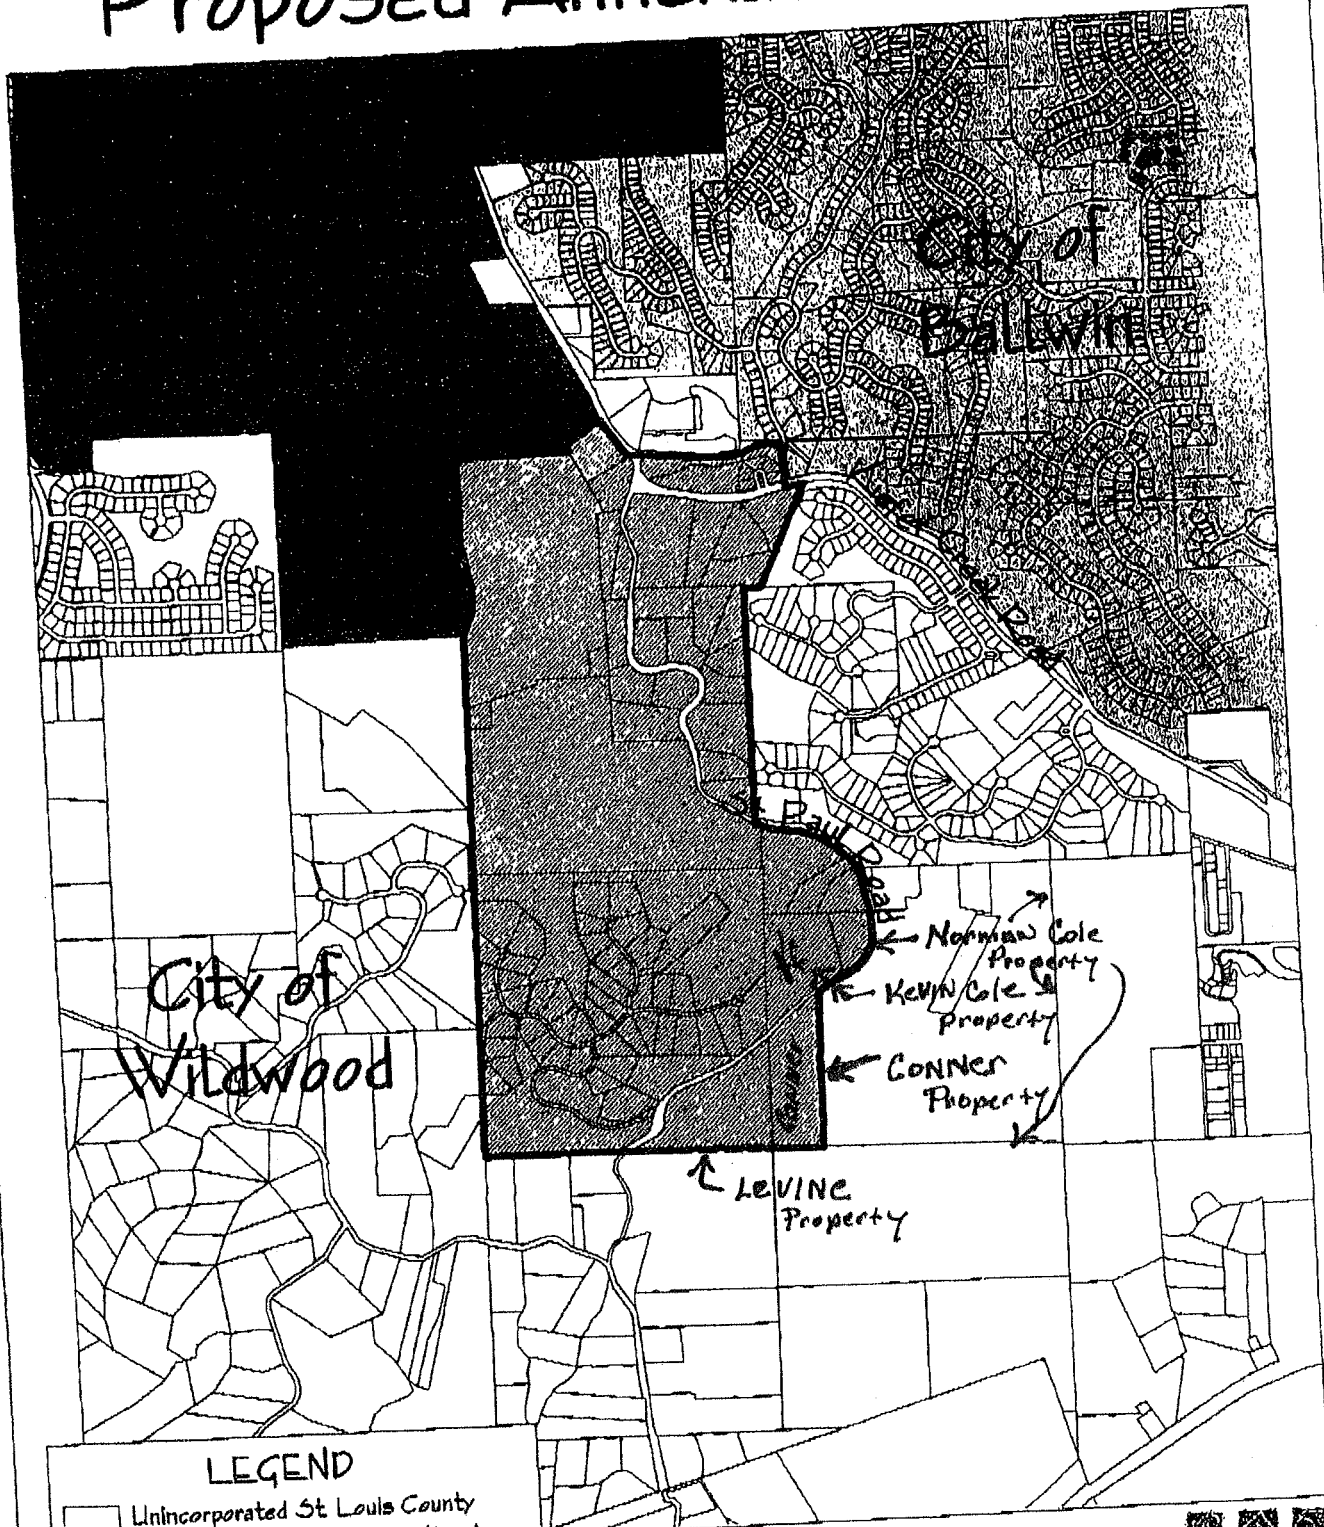 Proposed
City of
Ballwin
St Paul Road
Norman Cole
Property
Kevin Cole
property
City of
Wildwood
Conner
Property
Levine
Property
LEGEND
Unincorporated St Louis County